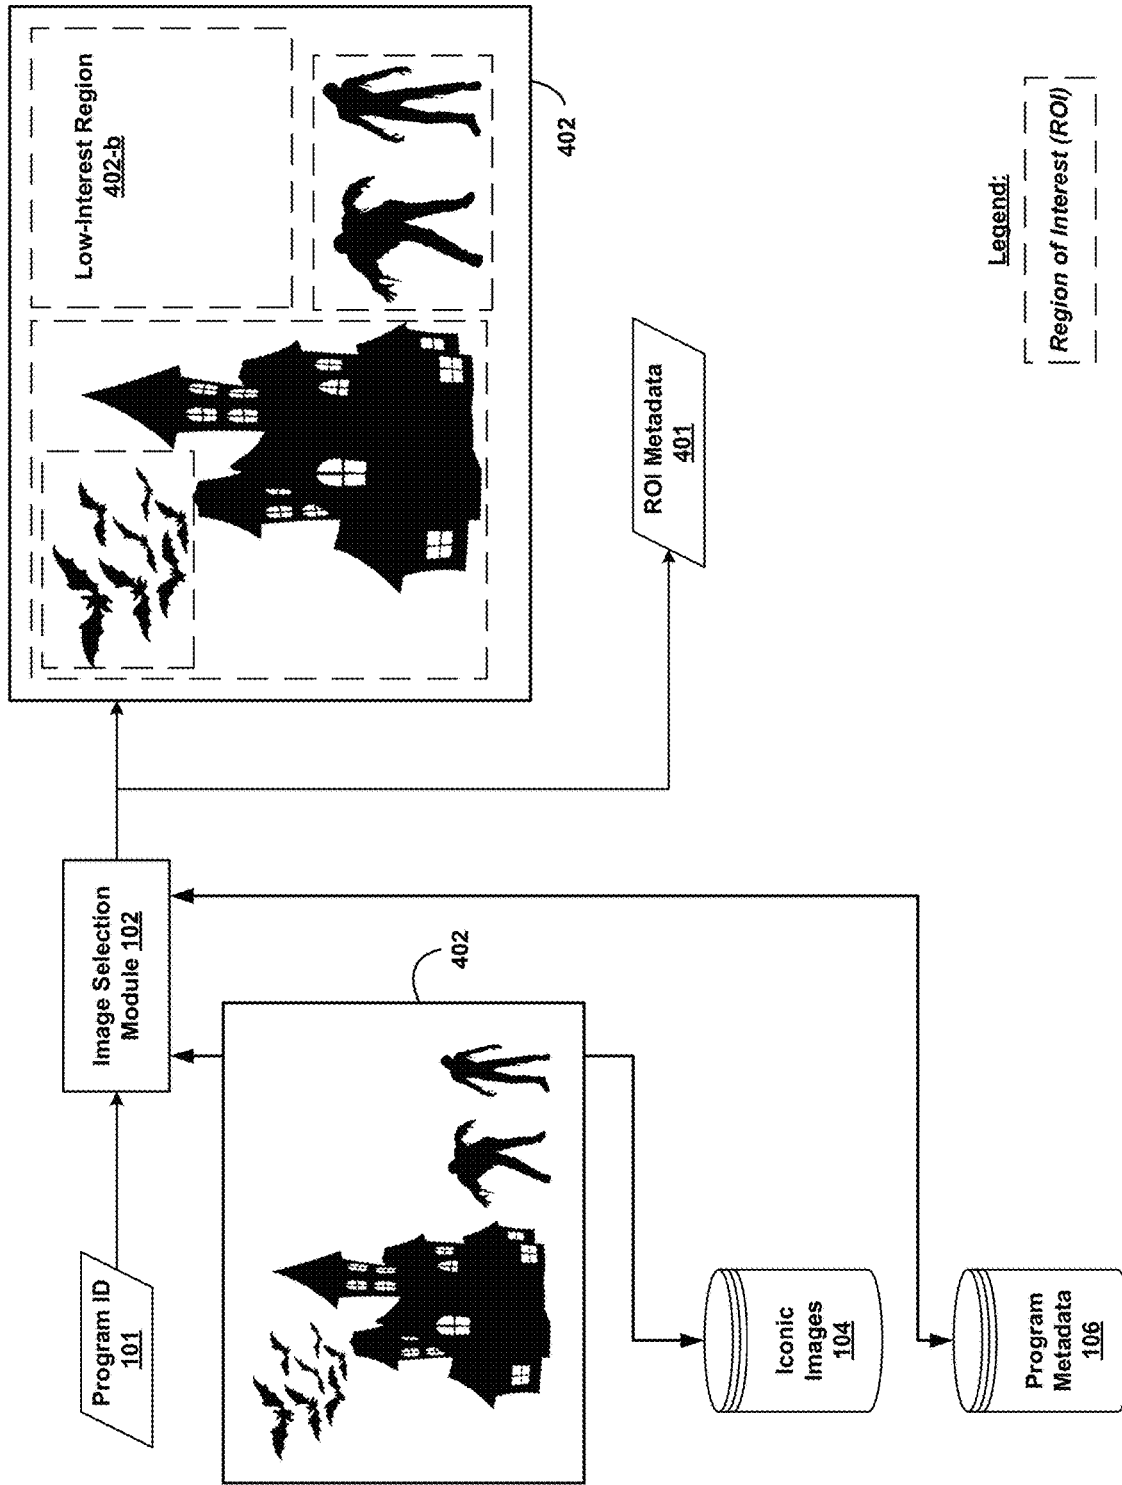 Program ID
101
Image Selection
Module 102
402
Iconic
Images
104
Program
Metadata
106
Low-Interest Region
402-b
402
ROI Metadata
401
Legend:
Region of Interest (ROI)